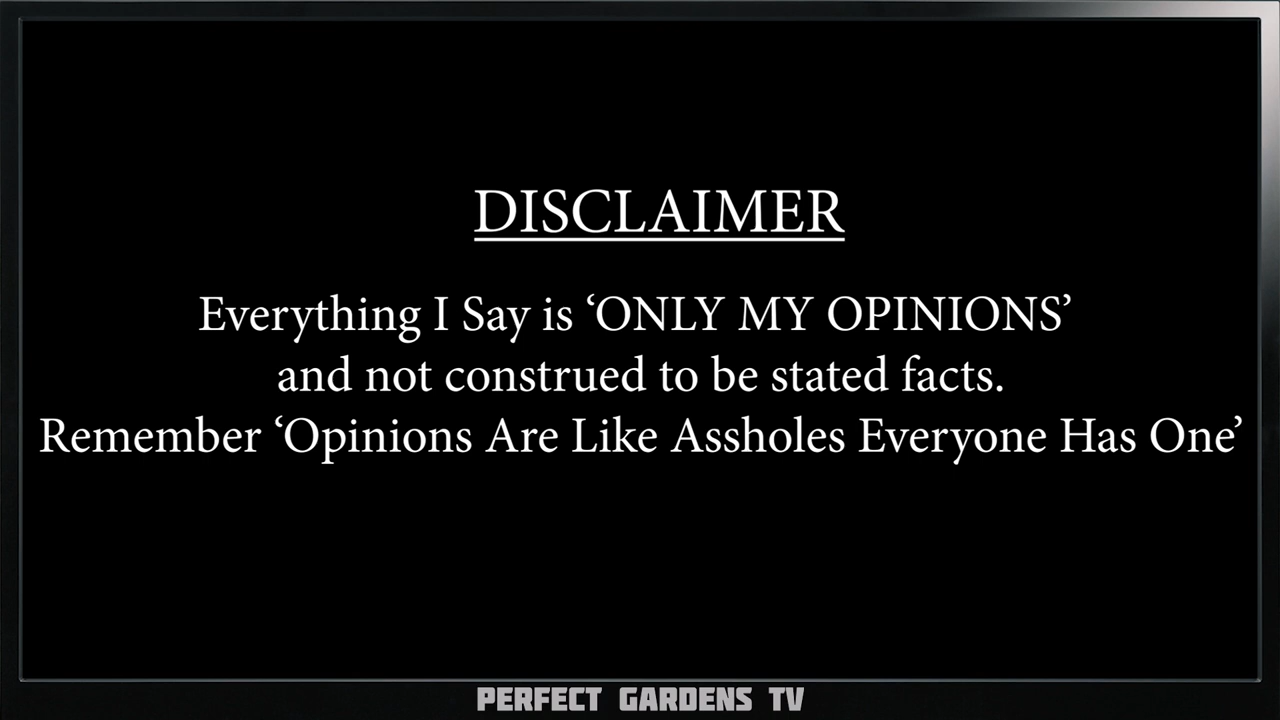 DISCLAIMER
Everything I Say is ‘ONLY MY OPINIONS’
and not construed to be stated facts.
Remember ‘Opinions Are Like Assholes Everyone Has One’
PERFECT GARDENS TV